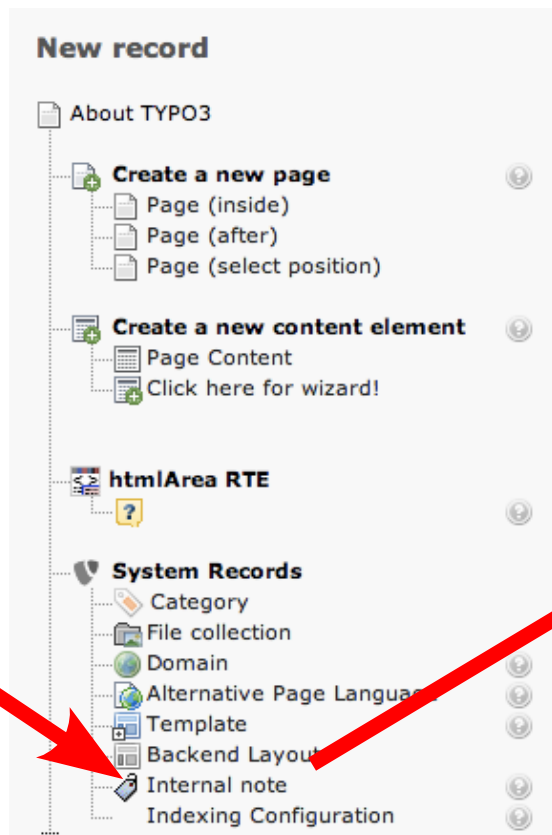 New record
About TYPO3
Create a new page
Page (inside)
Page (after)
Page (select position)
Create a new content element
Page Content
Click here for wizard!
htmlArea RTE
?
System Records
Category
File collection
Domain
Alternative Page Language
Template
Backend Layout
Internal note
Indexing Configuration